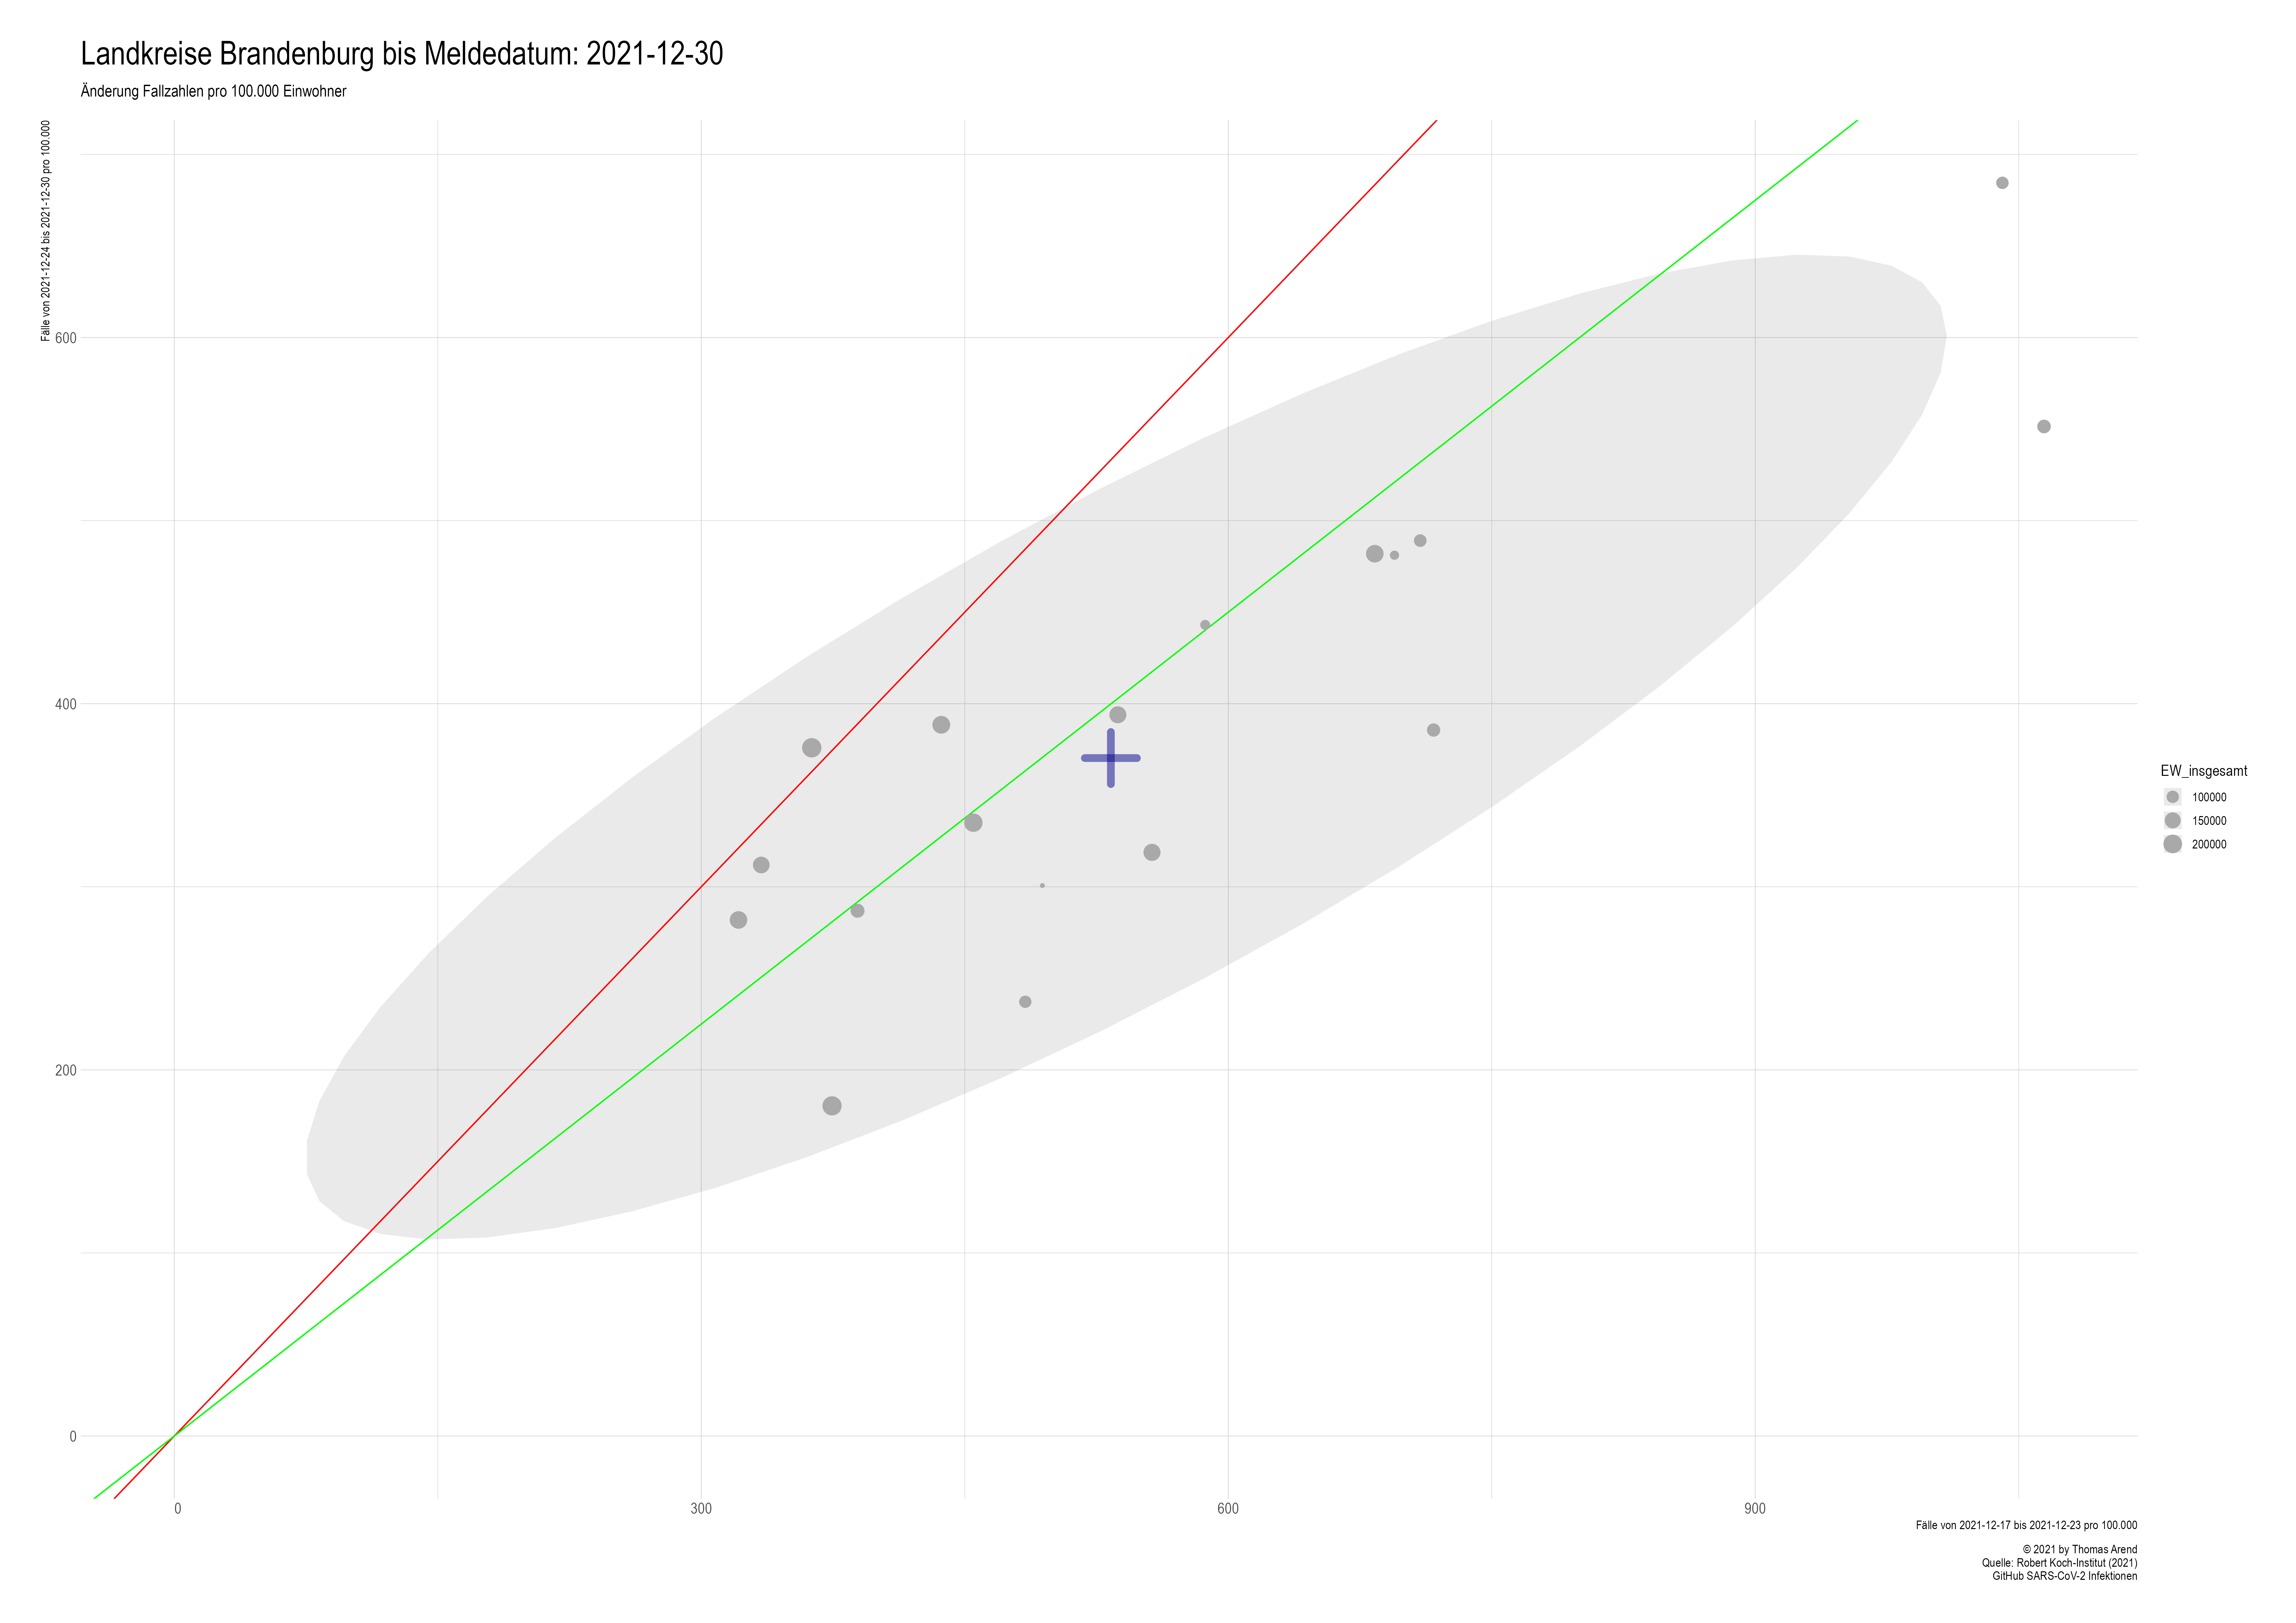 Landkreise Brandenburg bis Meldedatum: 2021-12-30
Änderung Fallzahlen pro 100.000 Einwohner
Fälle von 2021-12-24 bis 2021-12-30 pro 100.000
600
400
200
0
0
300
600
900
Fälle von 2021-12-17 bis 2021-12-23 pro 100.000
EW_insgesamt
100000
150000
200000
© 2021 by Thomas Arend
Quelle: Robert Koch-Institut (2021)
GitHub SARS-CoV-2 Infektionen